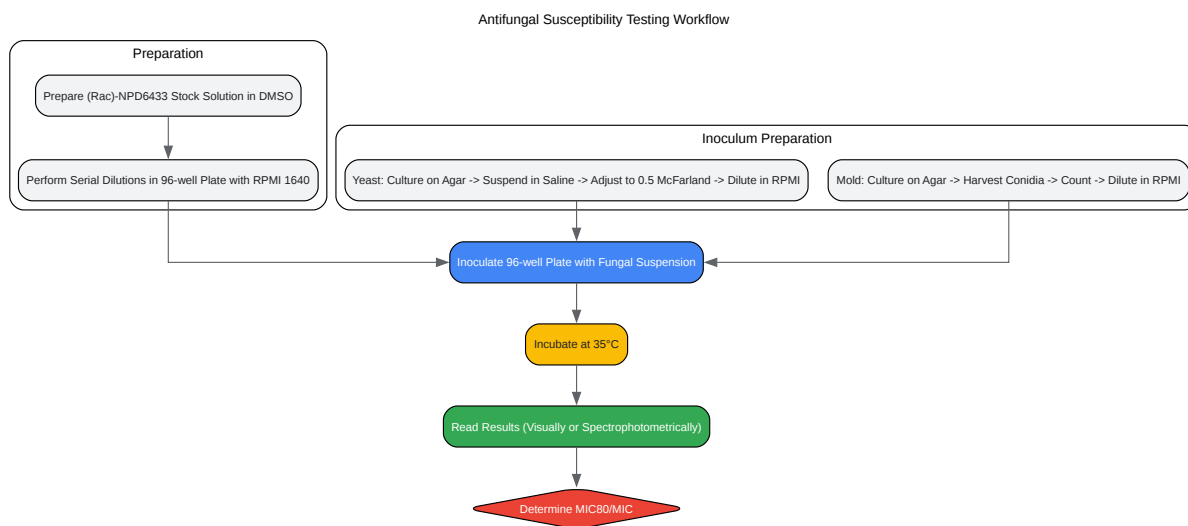 Antifungal Susceptibility Testing Workflow
Preparation
Prepare (Rac)-NPD6433 Stock Solution in DMSO
Perform Serial Dilutions in 96-well Plate with RPMI 1640
Inoculum Preparation
Yeast: Culture on Agar -> Suspend in Saline -> Adjust to 0.5 McFarland -> Dilute in RPMI
Mold: Culture on Agar -> Harvest Conidia -> Count -> Dilute in RPMI
Inoculate 96-well Plate with Fungal Suspension
Incubate at 35°C
Read Results (Visually or Spectrophotometrically)
Determine MIC80/MIC